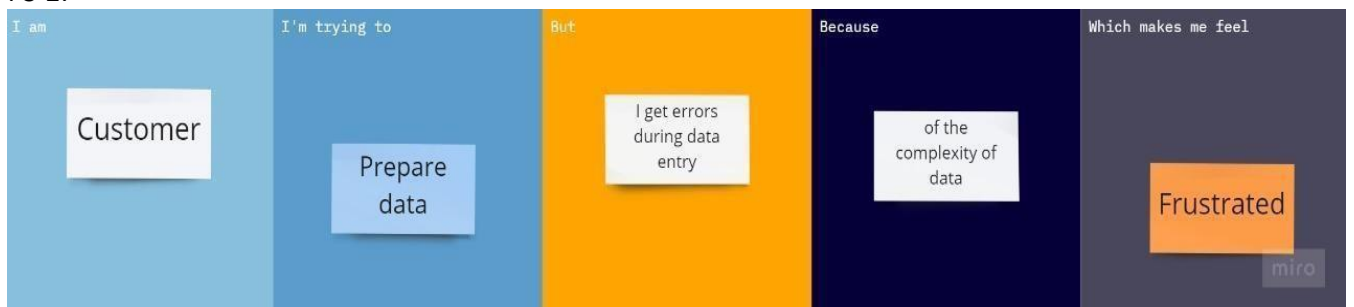 I am
Customer
I'm trying to
Prepare
data
But
I get errors
during data
entry
Because
of the
complexity of
data
Which makes me feel
Frustrated
miro